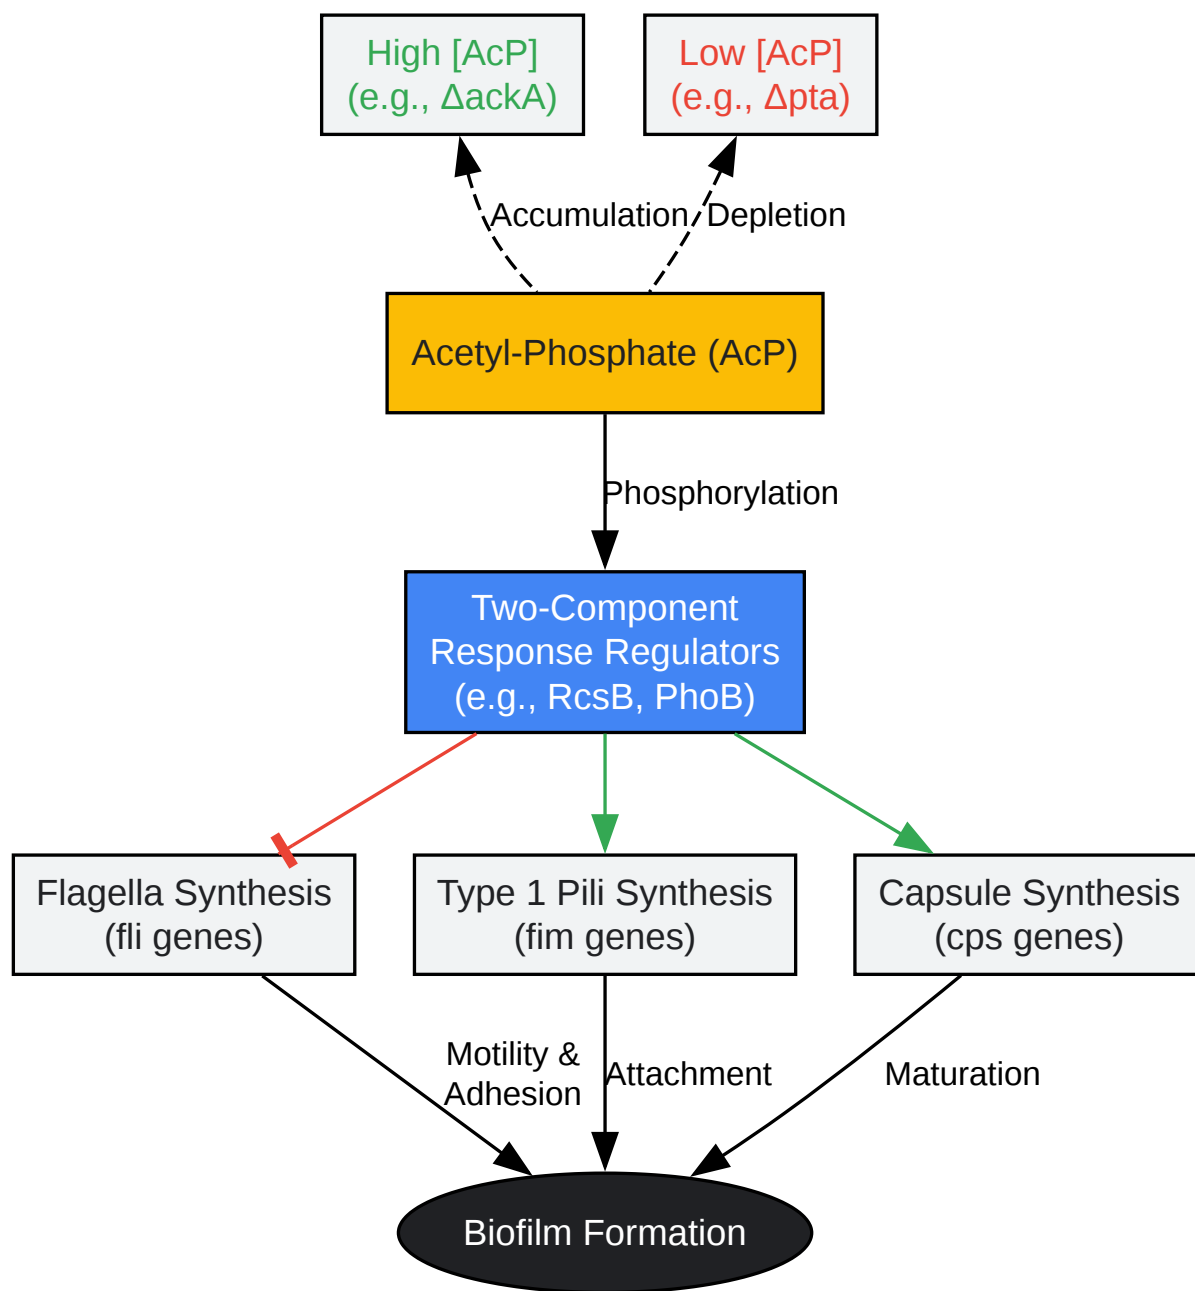 High [AcP]
(e.g., ΔackA)
Low [AcP]
(e.g., Δpta)
Accumulation
Depletion
Acetyl-Phosphate (AcP)
Phosphorylation
Two-Component
Response Regulators
(e.g., RcsB, PhoB)
Flagella Synthesis
(fli genes)
Type 1 Pili Synthesis
(fim genes)
Capsule Synthesis
(cps genes)
Motility &
Adhesion
Attachment
Maturation
Biofilm Formation